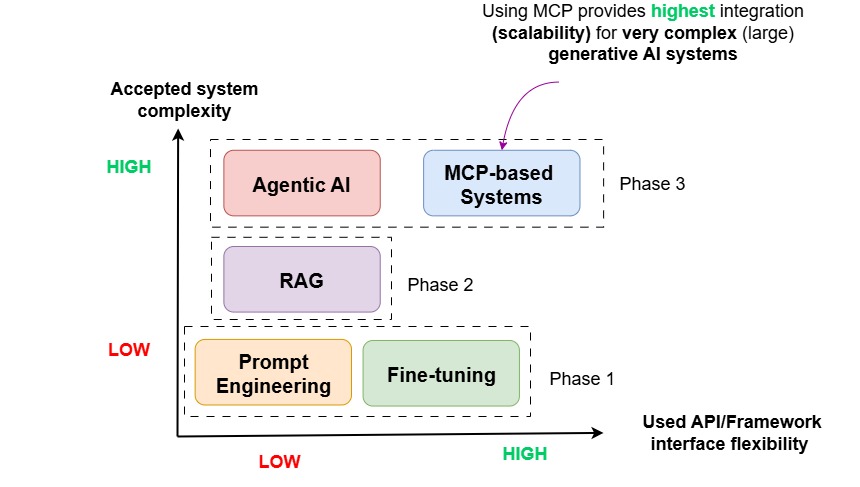 Using MCP provides highest integration
(scalability) for very complex (large)
generative AI systems
Accepted system
complexity
HIGH
Agentic AI
MCP-based
Systems
Phase 3
RAG
Phase 2
LOW
Prompt
Engineering
Fine-tuning
Phase 1
Used API/Framework
interface flexibility
LOW
HIGH